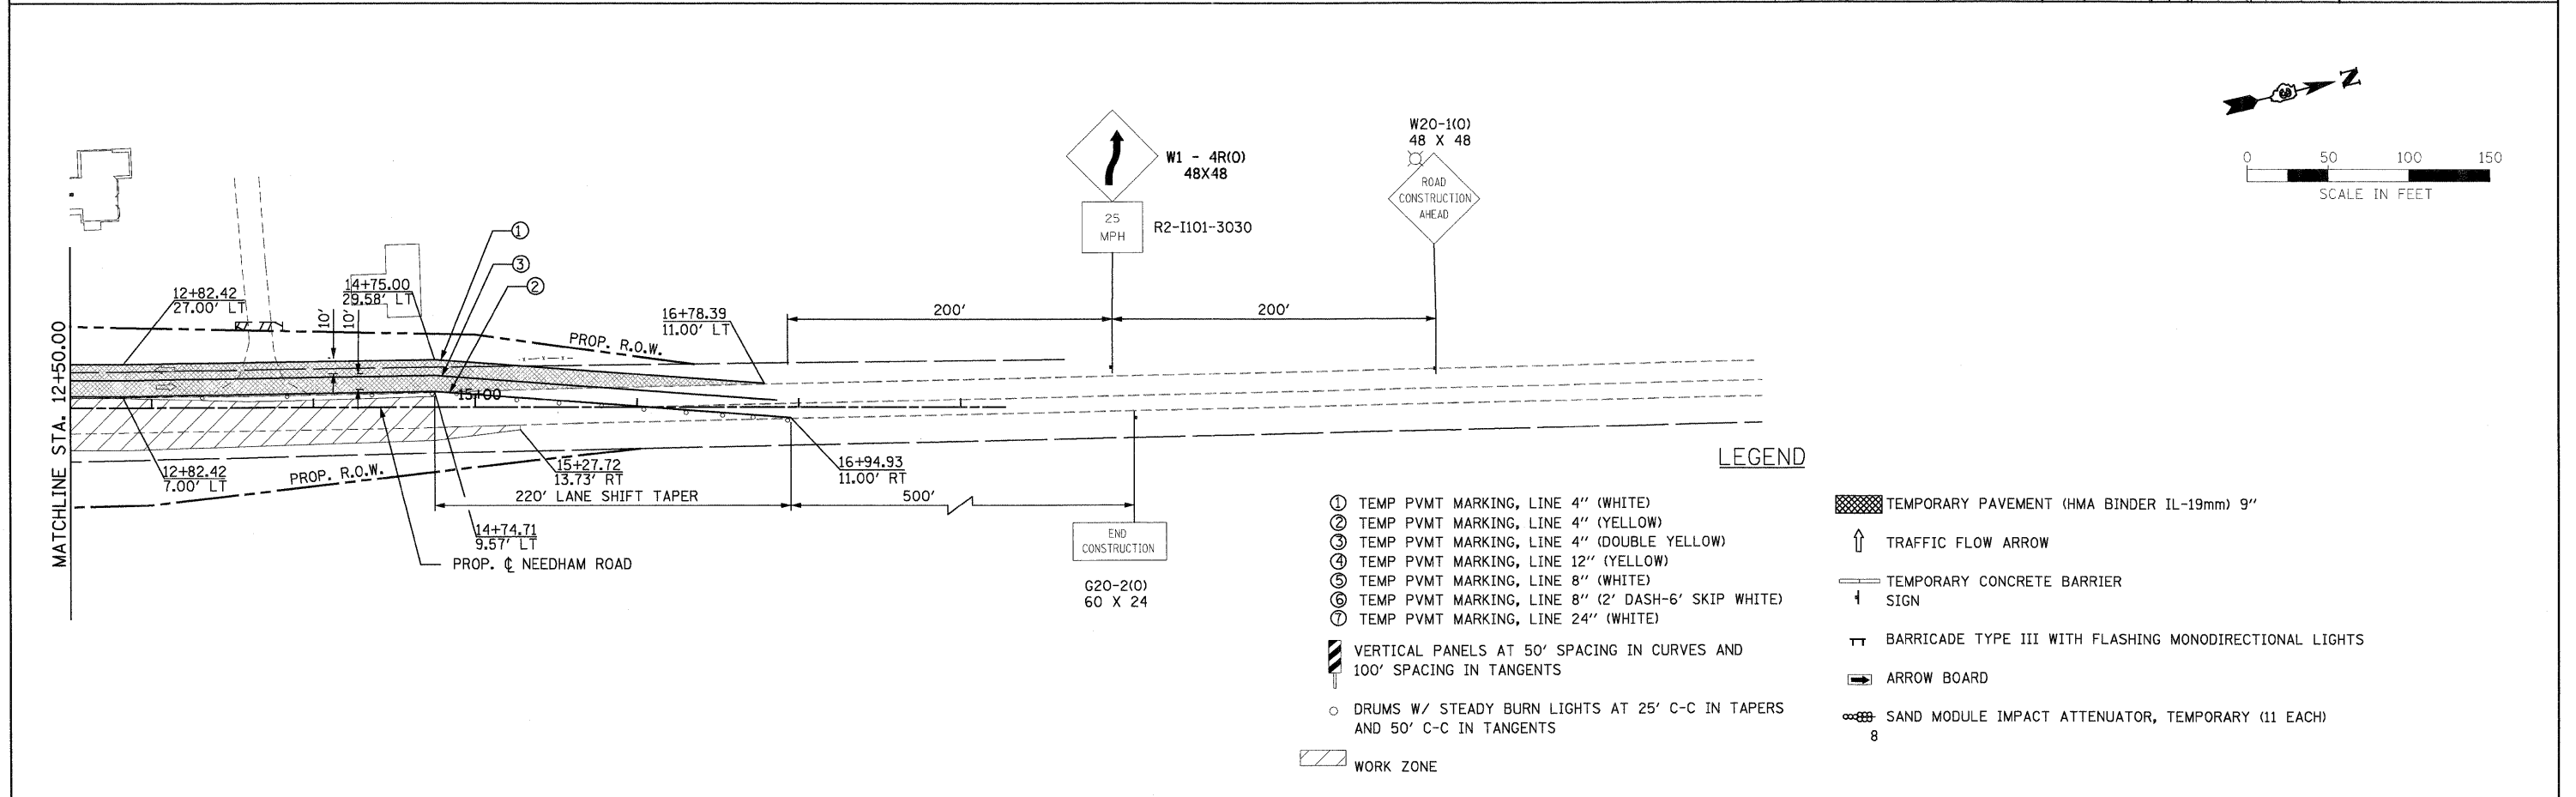 N
0 50 100 150
SCALE IN FEET
W20-1(O)
48 X 48
ROAD
CONSTRUCTION
AHEAD
W1 - 4R(O)
48X48
25
MPH
R2-I101-3030
1
3
2
12+82.42
27.00' LT
10'
10'
14+75.00
29.58' LT
16+78.39
11.00' LT
200'
200'
PROP. R.O.W.
MATCHLINE STA. 12+50.00
15+00
12+82.42
7.00' LT
PROP. R.O.W.
15+27.72
13.73' RT
16+94.93
11.00' RT
220' LANE SHIFT TAPER
500'
14+74.71
9.57' LT
PROP. ℄ NEEDHAM ROAD
END
CONSTRUCTION
G20-2(O)
60 X 24
LEGEND
1 TEMP PVMT MARKING, LINE 4" (WHITE)
2 TEMP PVMT MARKING, LINE 4" (YELLOW)
3 TEMP PVMT MARKING, LINE 4" (DOUBLE YELLOW)
4 TEMP PVMT MARKING, LINE 12" (YELLOW)
5 TEMP PVMT MARKING, LINE 8" (WHITE)
6 TEMP PVMT MARKING, LINE 8" (2' DASH-6' SKIP WHITE)
7 TEMP PVMT MARKING, LINE 24" (WHITE)
VERTICAL PANELS AT 50' SPACING IN CURVES AND
100' SPACING IN TANGENTS
DRUMS W/ STEADY BURN LIGHTS AT 25' C-C IN TAPERS
AND 50' C-C IN TANGENTS
WORK ZONE
TEMPORARY PAVEMENT (HMA BINDER IL-19mm) 9"
TRAFFIC FLOW ARROW
TEMPORARY CONCRETE BARRIER
SIGN
BARRICADE TYPE III WITH FLASHING MONODIRECTIONAL LIGHTS
ARROW BOARD
SAND MODULE IMPACT ATTENUATOR, TEMPORARY (11 EACH)
8